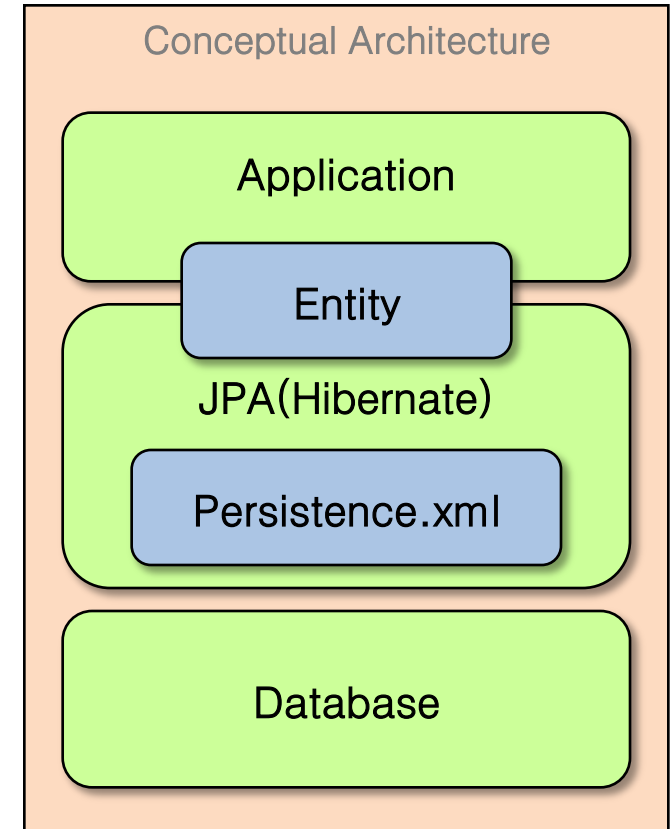 Conceptual Architecture
Application
Entity
JPA(Hibernate)
Persistence.xml
Database